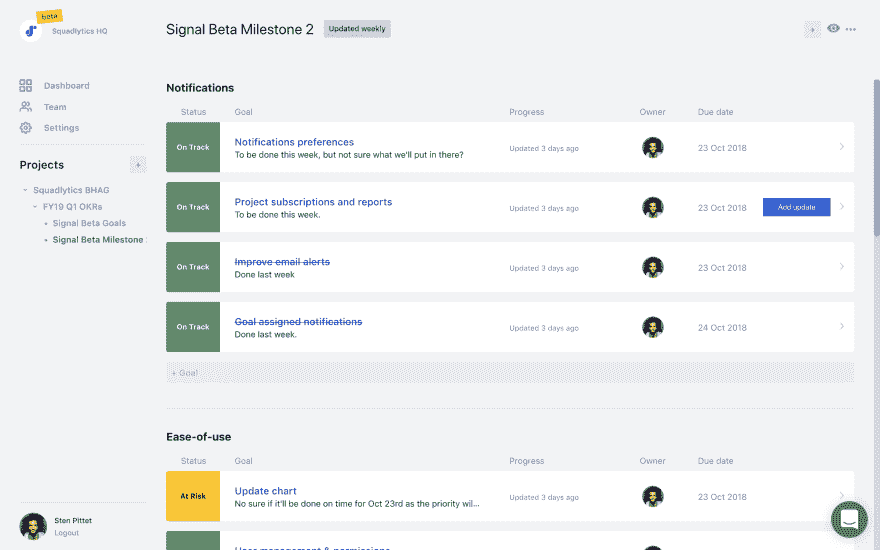 beta
Squadlytics HQ
Signal Beta Milestone 2
Updated weekly
Dashboard
Team
Settings
Projects
+
Squadlytics BHAG
FY19 Q1 OKRs
Signal Beta Goals
Signal Beta Milestone
Notifications
Status Goal Progress Owner Due date
On Track
Notifications preferences
To be done this week, but not sure what we'll put in there?
Updated 3 days ago
23 Oct 2018
On Track
Project subscriptions and reports
To be done this week.
Updated 3 days ago
23 Oct 2018
Add update
On Track
Improve email alerts
Done last week
Updated 3 days ago
23 Oct 2018
On Track
Goal assigned notifications
Done last week.
Updated 3 days ago
24 Oct 2018
+ Goal
Ease-of-use
Status Goal Progress Owner Due date
At Risk
Update chart
No sure if it'll be done on time for Oct 23rd as the priority wil...
Updated 3 days ago
23 Oct 2018
Sten Pittet
Logout